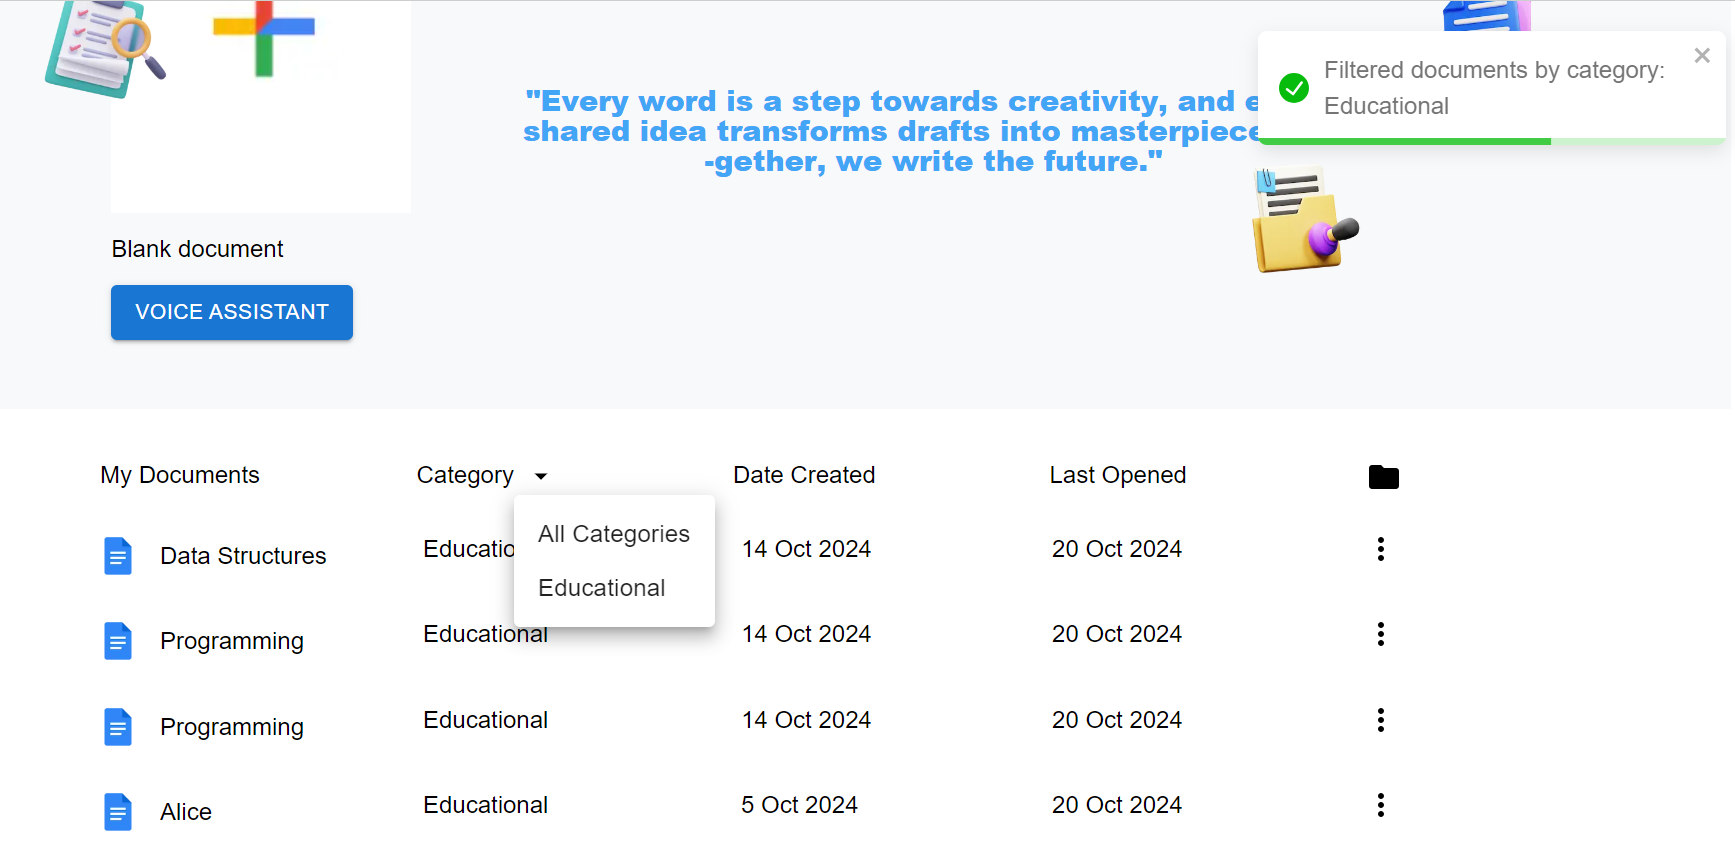 "Every word is a step towards creativity, and
shared idea transforms drafts into masterpiece
-gether, we write the future."
Filtered documents by category:
Educational
Blank document
VOICE ASSISTANT
My Documents Category Date Created Last Opened
All Categories
Educational
Data Structures Educatio 14 Oct 2024 20 Oct 2024
Programming Educational 14 Oct 2024 20 Oct 2024
Programming Educational 14 Oct 2024 20 Oct 2024
Alice Educational 5 Oct 2024 20 Oct 2024